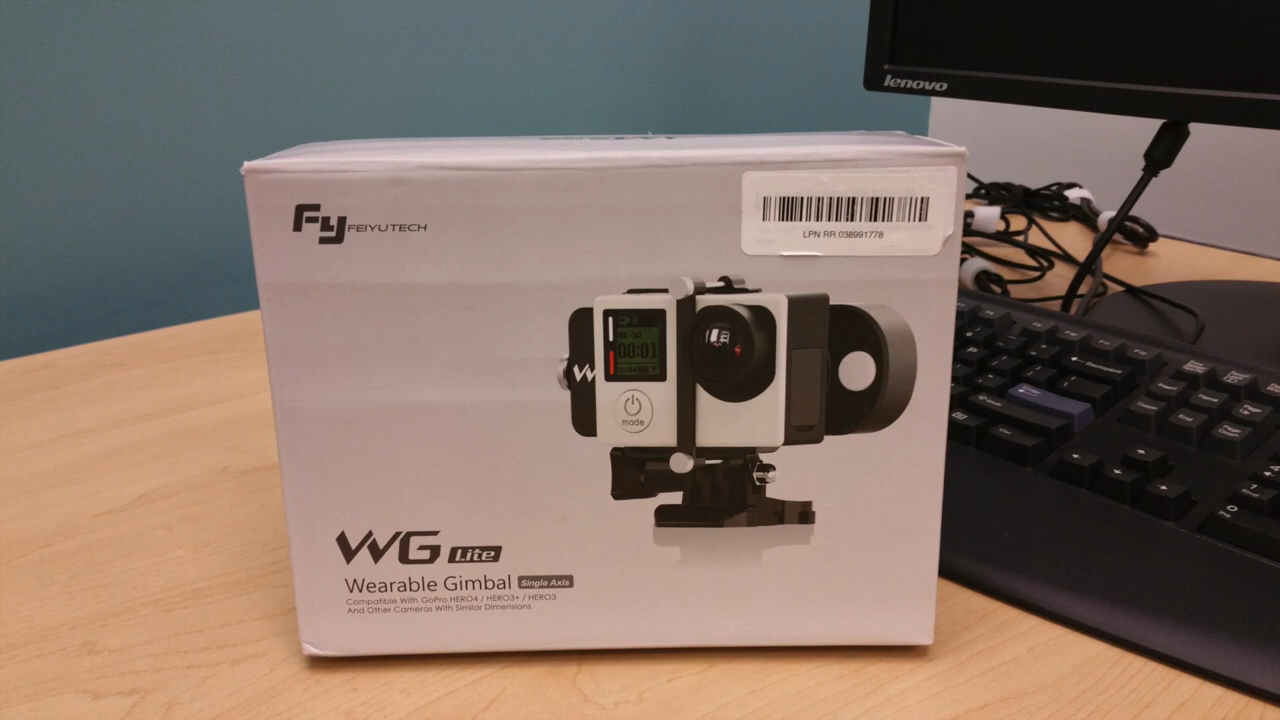 lenovo
Fy FEIYUTECH
LPN RR 038991778
00:01
mode
W
WG Lite
Wearable Gimbal Single Axis
Compatible With GoPro HERO4 / HERO3+ / HERO3
And Other Cameras With Similar Dimensions